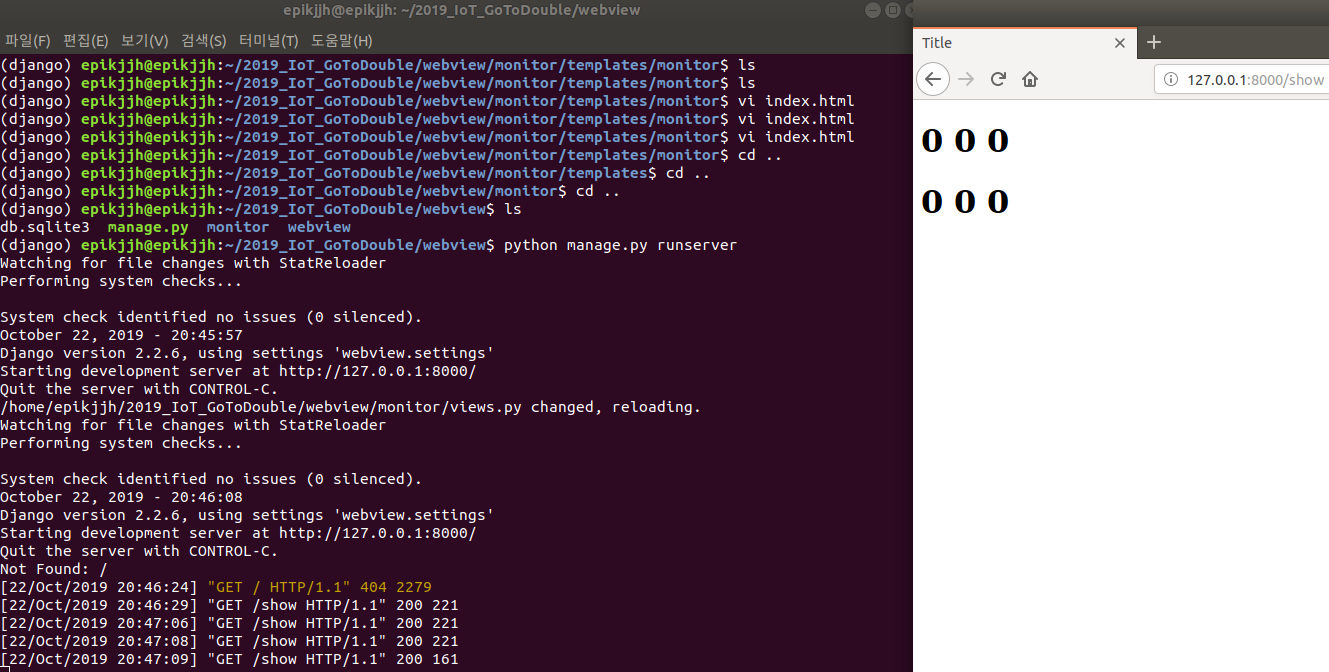 epikjjh@epikjjh: ~/2019_IoT_GoToDouble/webview
파일(F) 편집(E) 보기(V) 검색(S) 터미널(T) 도움말(H)
(django) epikjjh@epikjjh:~/2019_IoT_GoToDouble/webview/monitor/templates/monitor$ ls
(django) epikjjh@epikjjh:~/2019_IoT_GoToDouble/webview/monitor/templates/monitor$ ls
(django) epikjjh@epikjjh:~/2019_IoT_GoToDouble/webview/monitor/templates/monitor$ vi index.html
(django) epikjjh@epikjjh:~/2019_IoT_GoToDouble/webview/monitor/templates/monitor$ vi index.html
(django) epikjjh@epikjjh:~/2019_IoT_GoToDouble/webview/monitor/templates/monitor$ vi index.html
(django) epikjjh@epikjjh:~/2019_IoT_GoToDouble/webview/monitor/templates/monitor$ cd ..
(django) epikjjh@epikjjh:~/2019_IoT_GoToDouble/webview/monitor/templates$ cd ..
(django) epikjjh@epikjjh:~/2019_IoT_GoToDouble/webview/monitor$ cd ..
(django) epikjjh@epikjjh:~/2019_IoT_GoToDouble/webview$ ls
db.sqlite3  manage.py  monitor  webview
(django) epikjjh@epikjjh:~/2019_IoT_GoToDouble/webview$ python manage.py runserver
Watching for file changes with StatReloader
Performing system checks...
System check identified no issues (0 silenced).
October 22, 2019 - 20:45:57
Django version 2.2.6, using settings 'webview.settings'
Starting development server at http://127.0.0.1:8000/
Quit the server with CONTROL-C.
/home/epikjjh/2019_IoT_GoToDouble/webview/monitor/views.py changed, reloading.
Watching for file changes with StatReloader
Performing system checks...
System check identified no issues (0 silenced).
October 22, 2019 - 20:46:08
Django version 2.2.6, using settings 'webview.settings'
Starting development server at http://127.0.0.1:8000/
Quit the server with CONTROL-C.
Not Found: /
[22/Oct/2019 20:46:24] "GET / HTTP/1.1" 404 2279
[22/Oct/2019 20:46:29] "GET /show HTTP/1.1" 200 221
[22/Oct/2019 20:47:06] "GET /show HTTP/1.1" 200 221
[22/Oct/2019 20:47:08] "GET /show HTTP/1.1" 200 221
[22/Oct/2019 20:47:09] "GET /show HTTP/1.1" 200 161
Title
127.0.0.1:8000/show
0 0 0
0 0 0